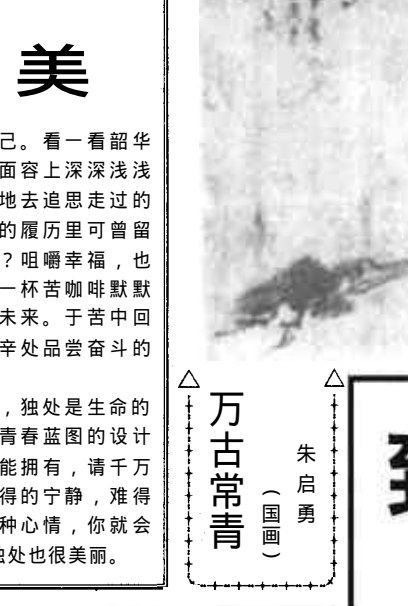 美
己。看一看韶华
面容上深深浅浅
地去追思走过的
的履历里可曾留
？咀嚼幸福，也
一杯苦咖啡默默
未来。于苦中回
辛处品尝奋斗的
，独处是生命的
青春蓝图的设计
能拥有，请千万
得的宁静，难得
种心情，你就会
处也很美丽。
万古常青
（国画）
朱启勇